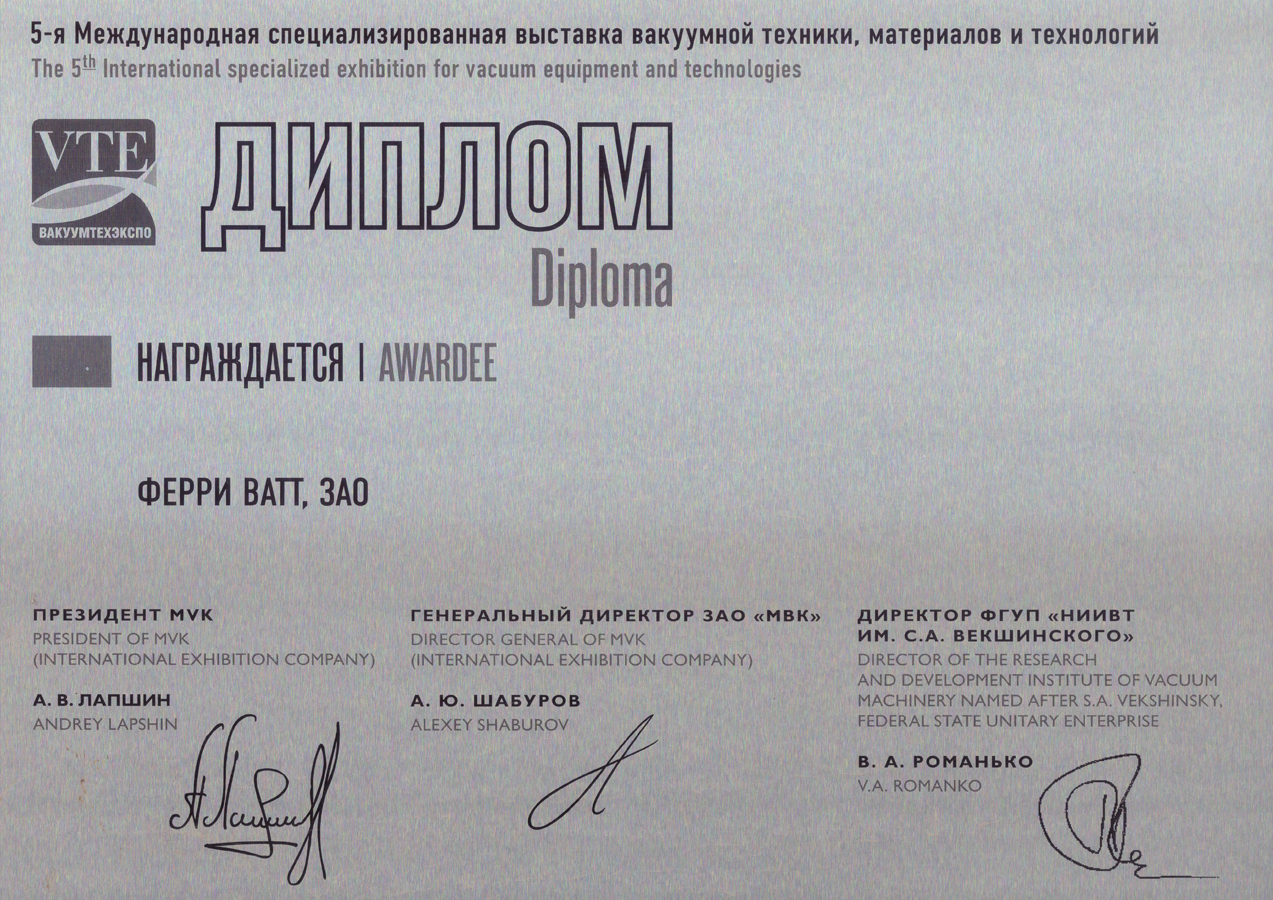 5-я Международная специализированная выставка вакуумной техники, материалов и технологий
The 5th International specialized exhibition for vacuum equipment and technologies
VTE
ВАКУУМТЕХЭКСПО
ДИПЛОМ
Diploma
НАГРАЖДАЕТСЯ | AWARDEE
ФЕРРИ ВАТТ, ЗАО
ПРЕЗИДЕНТ MVK
PRESIDENT OF MVK
(INTERNATIONAL EXHIBITION COMPANY)
А. В. ЛАПШИН
ANDREY LAPSHIN
ГЕНЕРАЛЬНЫЙ ДИРЕКТОР ЗАО «МВК»
DIRECTOR GENERAL OF MVK
(INTERNATIONAL EXHIBITION COMPANY)
А. Ю. ШАБУРОВ
ALEXEY SHABUROV
ДИРЕКТОР ФГУП «НИИВТ
ИМ. С.А. ВЕКШИНСКОГО»
DIRECTOR OF THE RESEARCH
AND DEVELOPMENT INSTITUTE OF VACUUM
MACHINERY NAMED AFTER S.A. VEKSHINSKY,
FEDERAL STATE UNITARY ENTERPRISE
В. А. РОМАНЬКО
V.A. ROMANKO